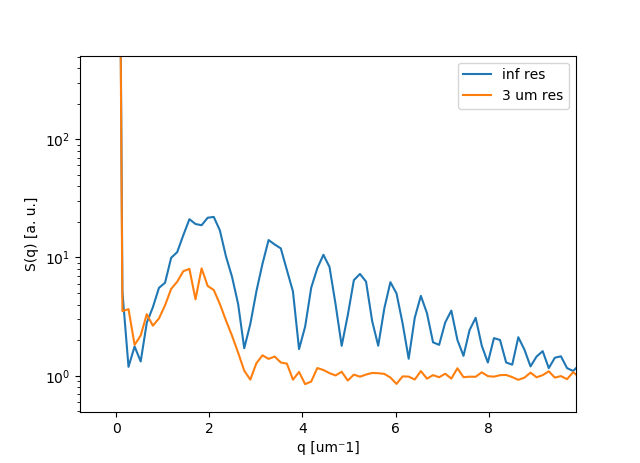 inf res
3 um res
10²
10¹
10⁰
S(q) [a. u.]
0 2 4 6 8
q [um⁻1]